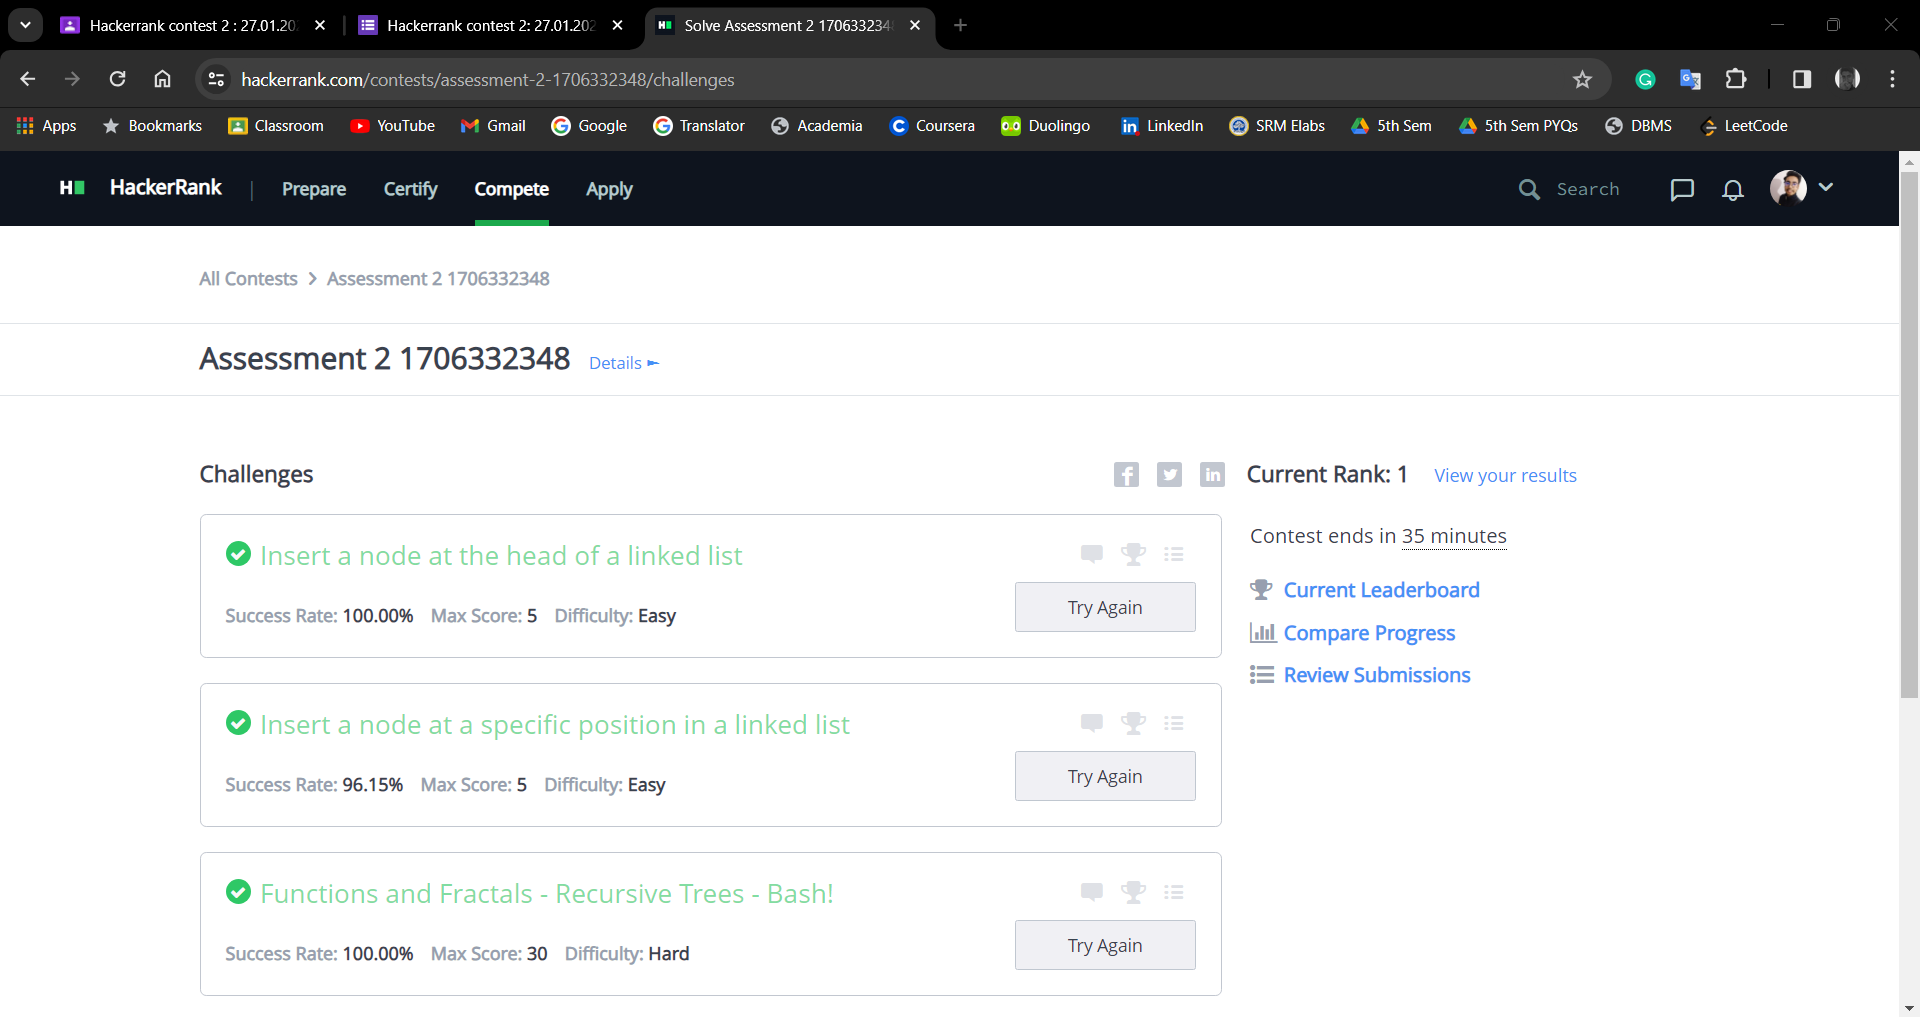 Hackerrank contest 2 : 27.01.20
Hackerrank contest 2: 27.01.202
Solve Assessment 2 170633234
hackerrank.com/contests/assessment-2-1706332348/challenges
Apps Bookmarks Classroom YouTube Gmail Google Translator Academia Coursera Duolingo LinkedIn SRM Elabs 5th Sem 5th Sem PYQs DBMS LeetCode
HackerRank | Prepare Certify Compete Apply Search
All Contests > Assessment 2 1706332348
Assessment 2 1706332348 Details
Challenges
Current Rank: 1 View your results
Insert a node at the head of a linked list
Success Rate: 100.00% Max Score: 5 Difficulty: Easy
Try Again
Contest ends in 35 minutes
Current Leaderboard
Compare Progress
Review Submissions
Insert a node at a specific position in a linked list
Success Rate: 96.15% Max Score: 5 Difficulty: Easy
Try Again
Functions and Fractals - Recursive Trees - Bash!
Success Rate: 100.00% Max Score: 30 Difficulty: Hard
Try Again